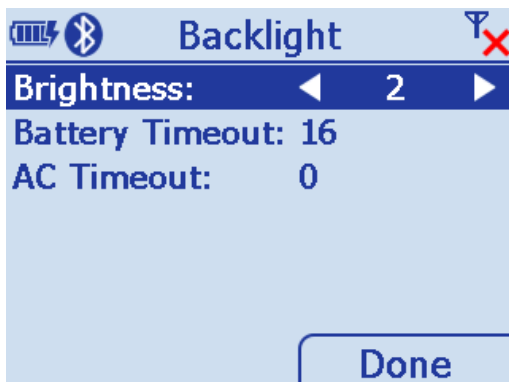 Backlight
Brightness: 2
Battery Timeout: 16
AC Timeout: 0
Done